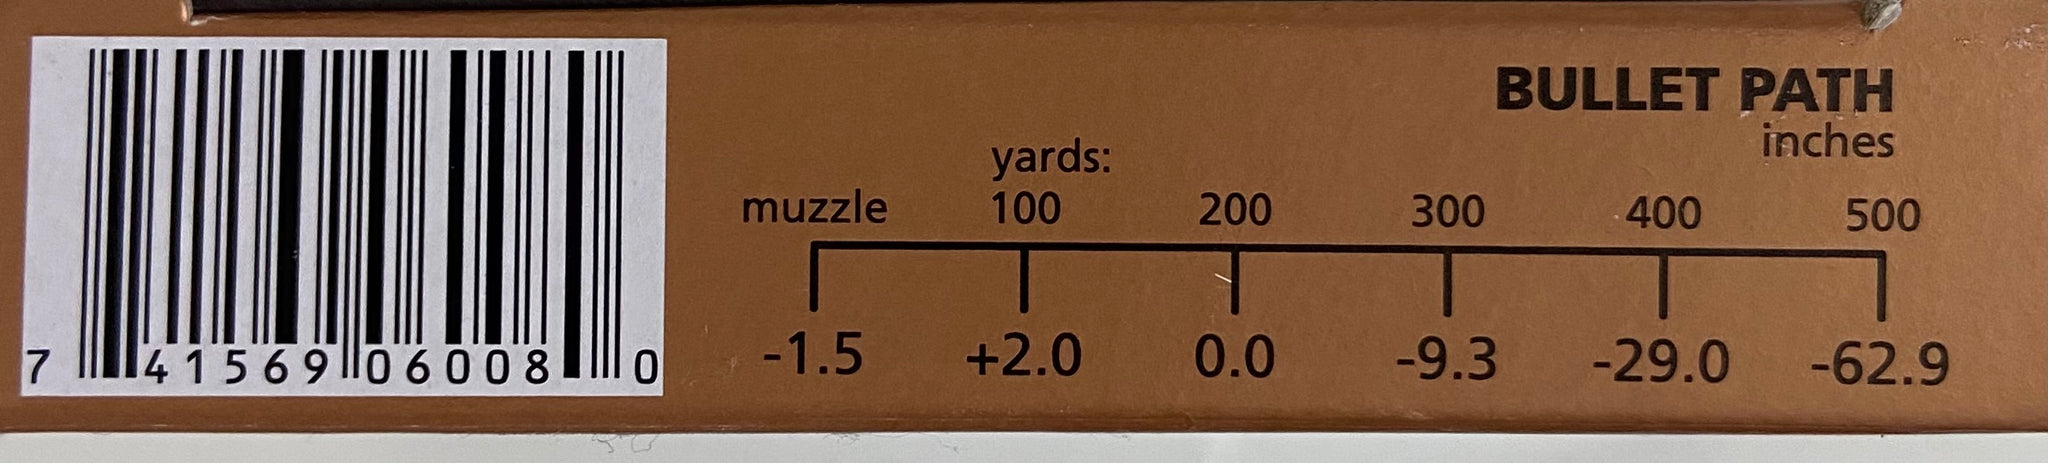 7 41569 06008 0
BULLET PATH
inches
yards:
muzzle 100 200 300 400 500
-1.5 +2.0 0.0 -9.3 -29.0 -62.9